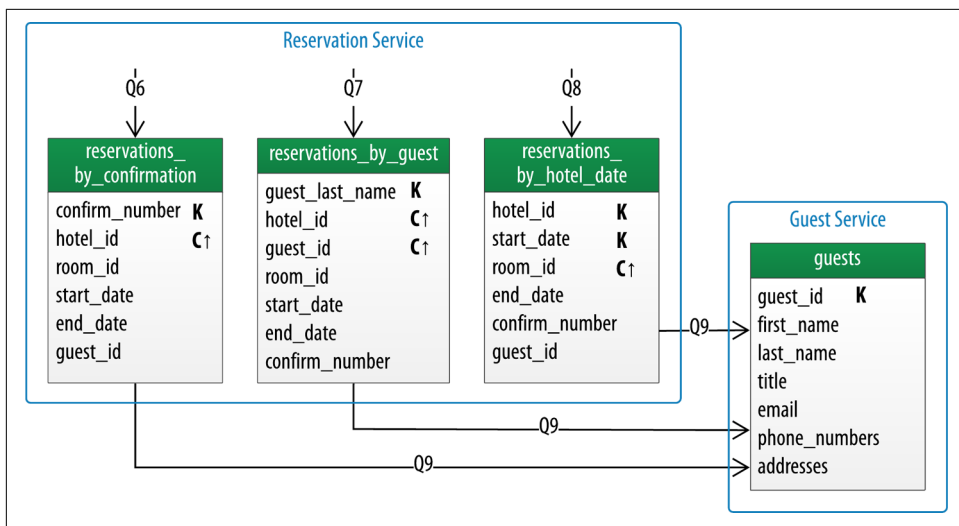 Reservation Service
Q6
Q7
Q8
reservations_
by_confirmation
confirm_number K
hotel_id C↑
room_id
start_date
end_date
guest_id
reservations_by_guest
guest_last_name K
hotel_id C↑
guest_id C↑
room_id
start_date
end_date
confirm_number
reservations_
by_hotel_date
hotel_id K
start_date K
room_id C↑
end_date
confirm_number
guest_id
Guest Service
guests
guest_id K
first_name
last_name
title
email
phone_numbers
addresses
Q9
Q9
Q9